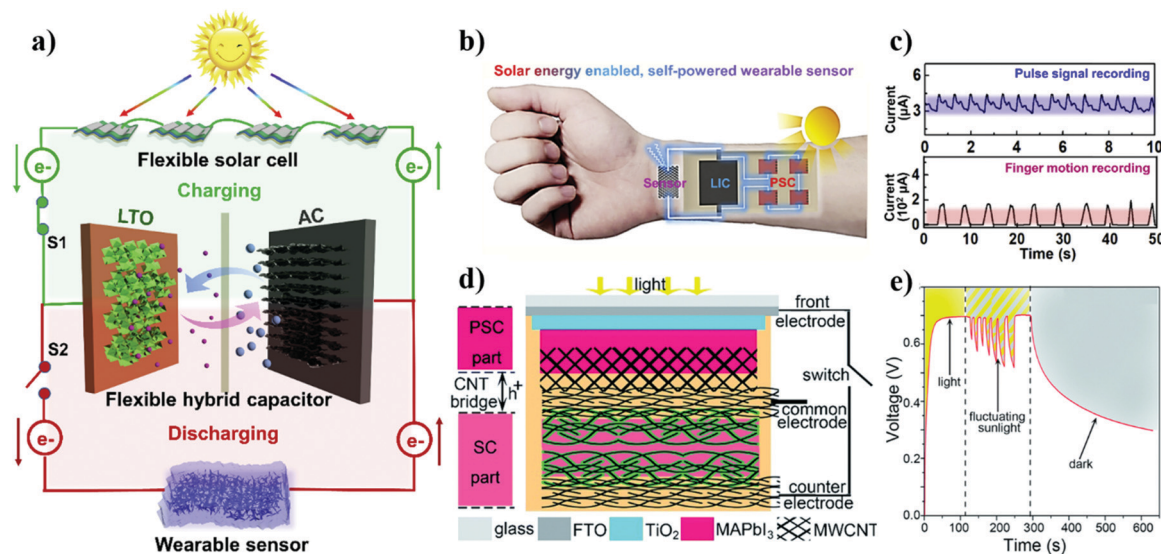 a)
e-
Flexible solar cell
e-
Charging
S1
LTO
AC
S2
Flexible hybrid capacitor
Discharging
e-
e-
Wearable sensor
b)
Solar energy enabled, self-powered wearable sensor
Sensor
LIC
PSC
c)
Pulse signal recording
Current
(μA)
6
3
0 2 4 6 8 10
Finger motion recording
Current
(10² μA)
4
2
0
0 10 20 30 40 50
Time (s)
d)
light
front
electrode
PSC
part
CNT
bridge
h+
switch
common
electrode
SC
part
counter
electrode
glass FTO TiO₂ MAPbI₃ MWCNT
e)
Voltage (V)
0.6
0.4
0.2
0.0
light
fluctuating
sunlight
dark
0 100 200 300 400 500 600
Time (s)